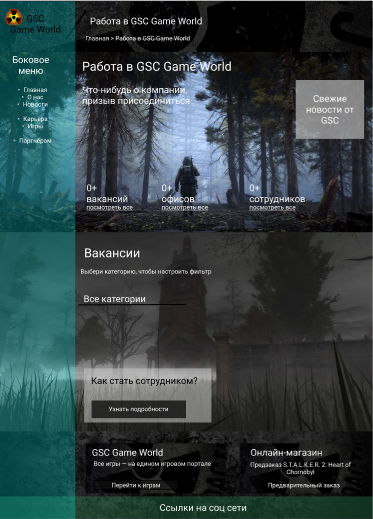 GSC
Game World
Боковое
меню
• Главная
• О нас
• Новости
• Карьера
• Игры
• Партнёрам
Работа в GSC Game World
Главная > Работа в GSC Game World
Работа в GSC Game World
Что-нибудь о компании,
призыв присоединиться
Свежие
новости от
GSC
0+
вакансий
посмотреть все
0+
офисов
посмотреть все
0+
сотрудников
посмотреть все
Вакансии
Выбери категорию, чтобы настроить фильтр
Все категории
Как стать сотрудником?
Узнать подробности
GSC Game World
Все игры — на едином игровом портале
Перейти к играм
Онлайн-магазин
Предзаказ S.T.A.L.K.E.R. 2: Heart of
Chornobyl
Предварительный заказ
Ссылки на соц сети